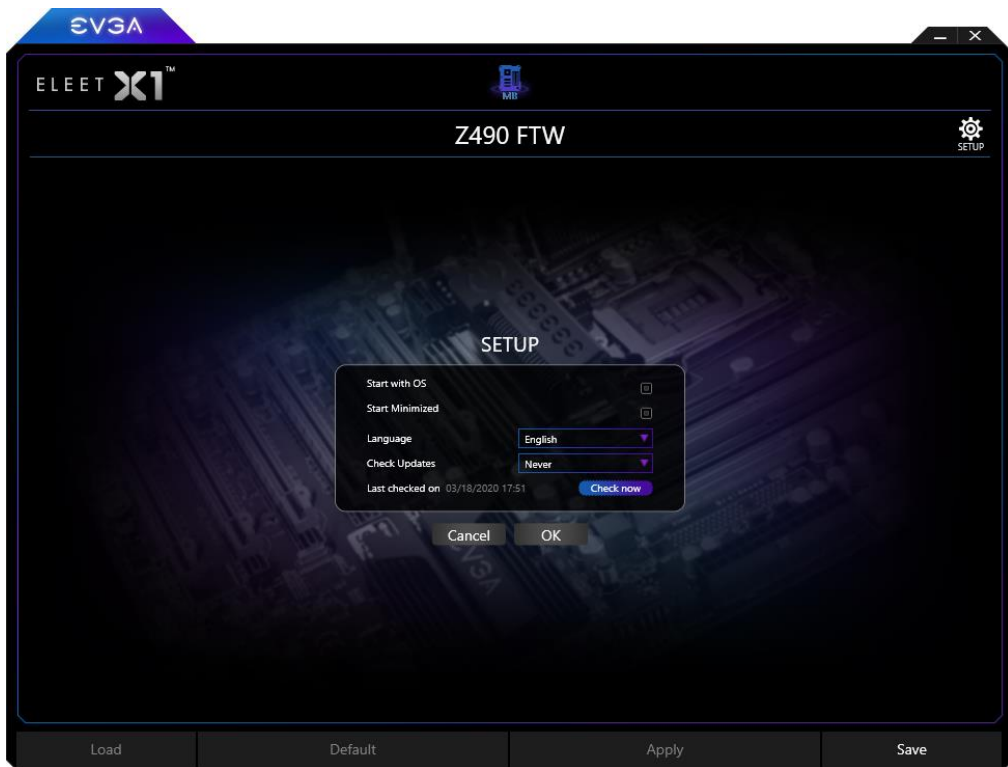 EVGA
ELEET X1™
MB
Z490 FTW
SETUP
SETUP
Start with OS
Start Minimized
Language English
Check Updates Never
Last checked on 03/18/2020 17:51 Check now
Cancel OK
EVGA
Load Default Apply Save